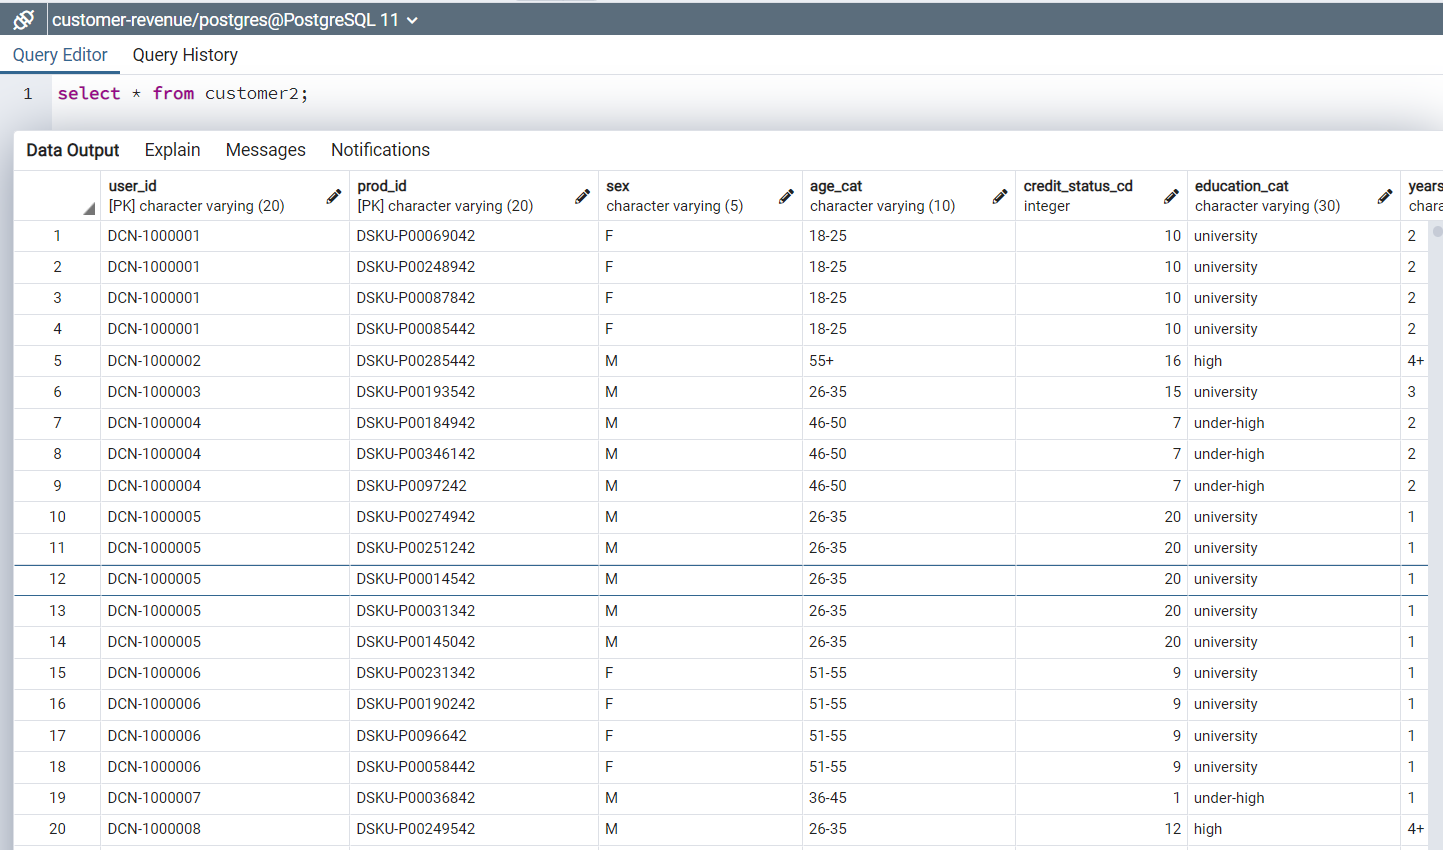 customer-revenue/postgres@PostgreSQL 11
Query Editor Query History
1 select * from customer2;
Data Output Explain Messages Notifications
user_id prod_id sex age_cat credit_status_cd education_cat years
[PK] character varying (20) [PK] character varying (20) character varying (5) character varying (10) integer character varying (30) chara
1 DCN-1000001 DSKU-P00069042 F 18-25 10 university 2
2 DCN-1000001 DSKU-P00248942 F 18-25 10 university 2
3 DCN-1000001 DSKU-P00087842 F 18-25 10 university 2
4 DCN-1000001 DSKU-P00085442 F 18-25 10 university 2
5 DCN-1000002 DSKU-P00285442 M 55+ 16 high 4+
6 DCN-1000003 DSKU-P00193542 M 26-35 15 university 3
7 DCN-1000004 DSKU-P00184942 M 46-50 7 under-high 2
8 DCN-1000004 DSKU-P00346142 M 46-50 7 under-high 2
9 DCN-1000004 DSKU-P0097242 M 46-50 7 under-high 2
10 DCN-1000005 DSKU-P00274942 M 26-35 20 university 1
11 DCN-1000005 DSKU-P00251242 M 26-35 20 university 1
12 DCN-1000005 DSKU-P00014542 M 26-35 20 university 1
13 DCN-1000005 DSKU-P00031342 M 26-35 20 university 1
14 DCN-1000005 DSKU-P00145042 M 26-35 20 university 1
15 DCN-1000006 DSKU-P00231342 F 51-55 9 university 1
16 DCN-1000006 DSKU-P00190242 F 51-55 9 university 1
17 DCN-1000006 DSKU-P0096642 F 51-55 9 university 1
18 DCN-1000006 DSKU-P00058442 F 51-55 9 university 1
19 DCN-1000007 DSKU-P00036842 M 36-45 1 under-high 1
20 DCN-1000008 DSKU-P00249542 M 26-35 12 high 4+